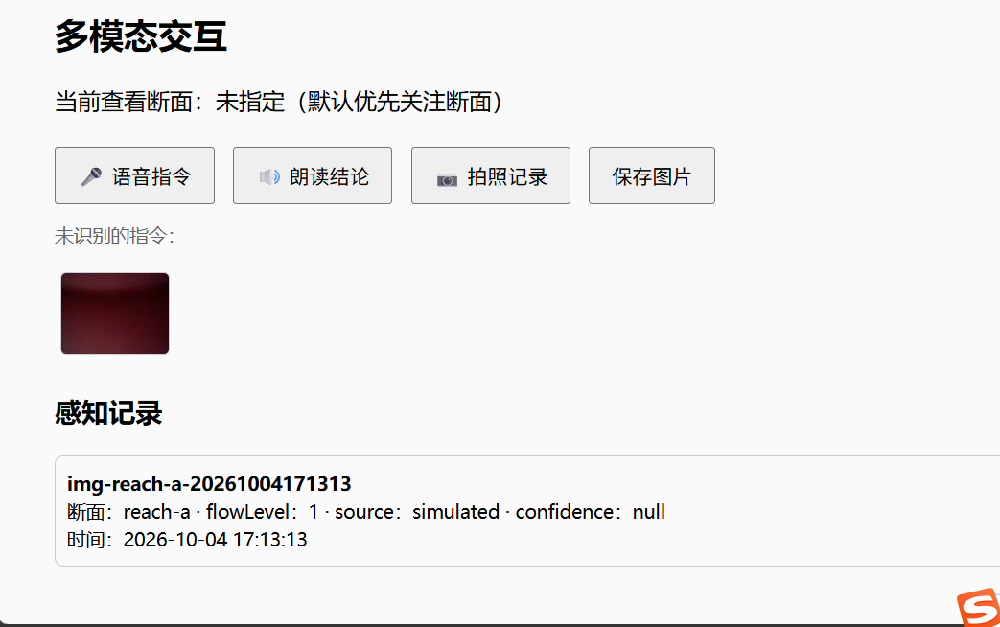 多模态交互
当前查看断面：未指定（默认优先关注断面）
🎤 语音指令
🔊 朗读结论
📷 拍照记录
保存图片
未识别的指令：
感知记录
img-reach-a-20261004171313
断面：reach-a · flowLevel：1 · source：simulated · confidence：null
时间：2026-10-04 17:13:13